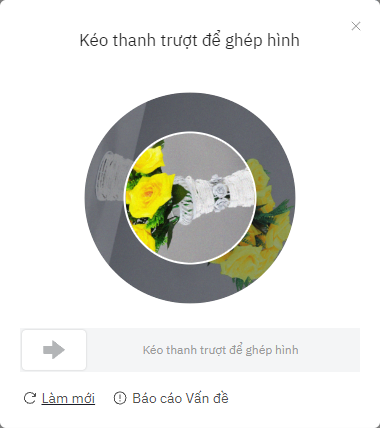 Kéo thanh trượt để ghép hình
Kéo thanh trượt để ghép hình
Làm mới Báo cáo Vấn đề